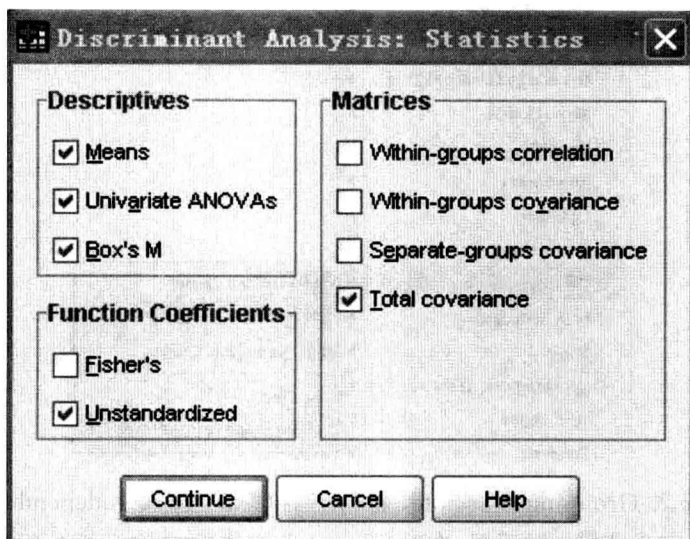 Discriminant Analysis: Statistics
Descriptives
Means
Univariate ANOVAs
Box's M
Function Coefficients
Fisher's
Unstandardized
Matrices
Within-groups correlation
Within-groups covariance
Separate-groups covariance
Total covariance
Continue
Cancel
Help